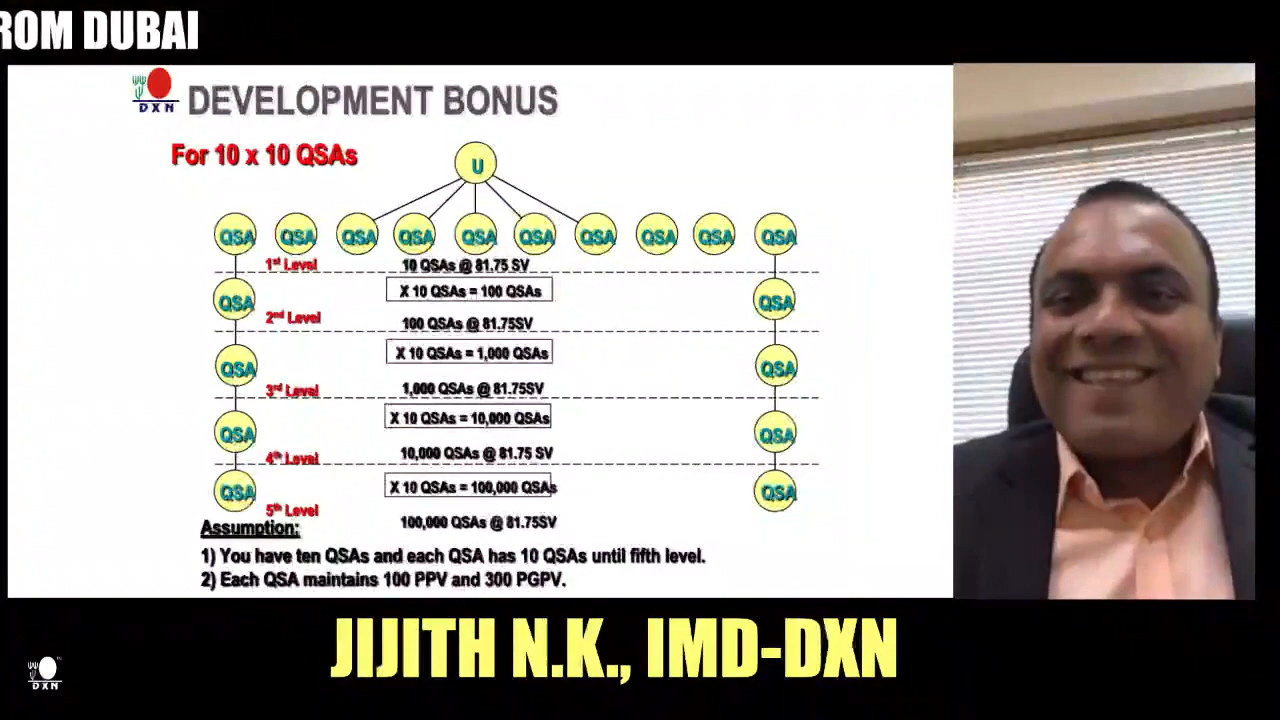 ROM DUBAI
DXN
DEVELOPMENT BONUS
For 10 x 10 QSAs
U
QSA QSA QSA QSA QSA QSA QSA QSA QSA QSA
1st Level 10 QSAs @ 81.75 SV
X 10 QSAs = 100 QSAs
QSA QSA
2nd Level 100 QSAs @ 81.75SV
X 10 QSAs = 1,000 QSAs
QSA QSA
3rd Level 1,000 QSAs @ 81.75SV
X 10 QSAs = 10,000 QSAs
QSA QSA
4th Level 10,000 QSAs @ 81.75 SV
X 10 QSAs = 100,000 QSAs
QSA QSA
5th Level 100,000 QSAs @ 81.75SV
Assumption:
1) You have ten QSAs and each QSA has 10 QSAs until fifth level.
2) Each QSA maintains 100 PPV and 300 PGPV.
JIJITH N.K., IMD-DXN
DXN